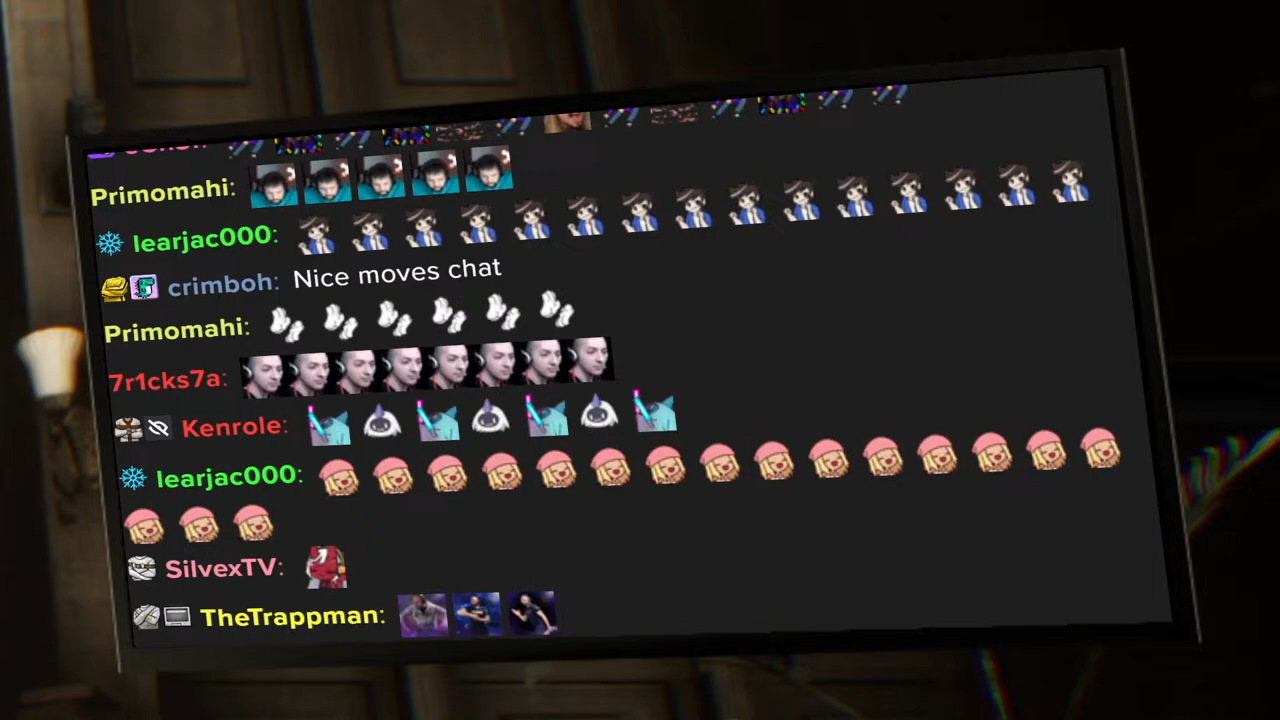 Primomahi:
learjac000:
crimboh: Nice moves chat
Primomahi:
7r1cks7a:
Kenrole:
learjac000:
SilvexTV:
TheTrappman: